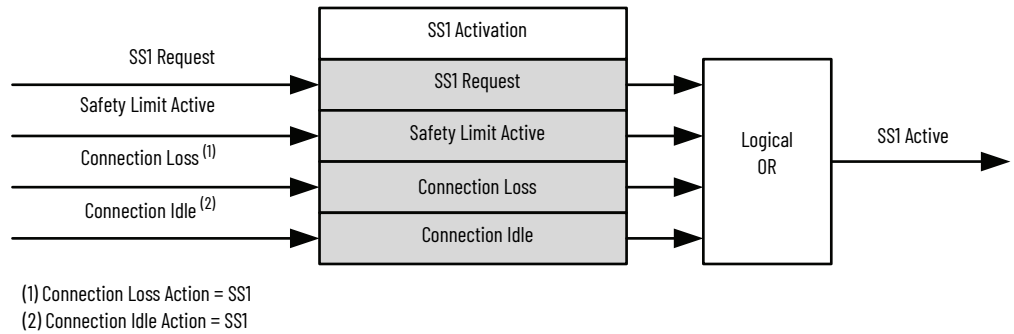 SS1 Activation
SS1 Request
SS1 Request
Safety Limit Active
Safety Limit Active
Connection Loss (1)
Connection Loss
Connection Idle (2)
Connection Idle
Logical
OR
SS1 Active
(1) Connection Loss Action = SS1
(2) Connection Idle Action = SS1